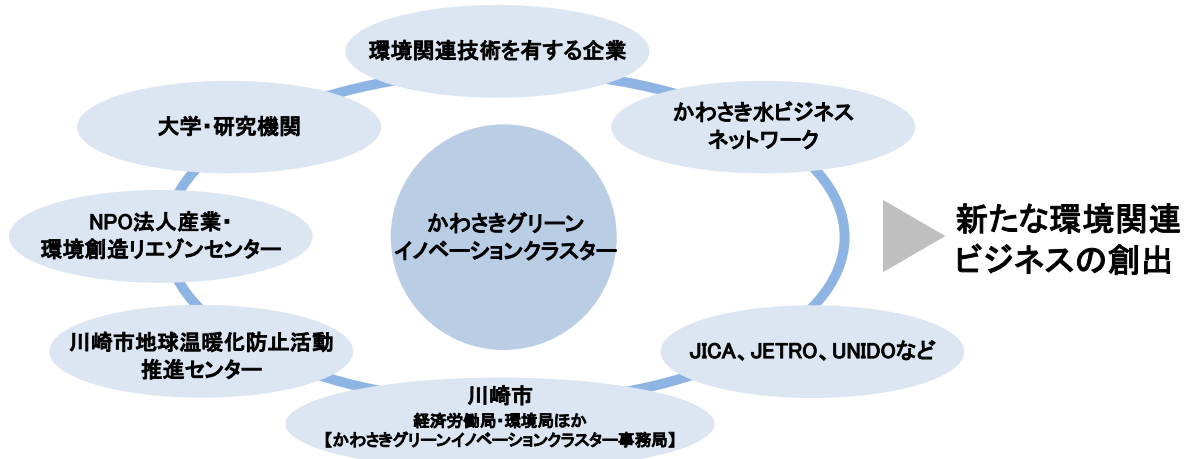 環境関連技術を有する企業
大学・研究機関
かわさき水ビジネス
ネットワーク
NPO法人産業・
環境創造リエゾンセンター
かわさきグリーン
イノベーションクラスター
新たな環境関連
ビジネスの創出
川崎市地球温暖化防止活動
推進センター
JICA、JETRO、UNIDOなど
川崎市
経済労働局・環境局ほか
【かわさきグリーンイノベーションクラスター事務局】